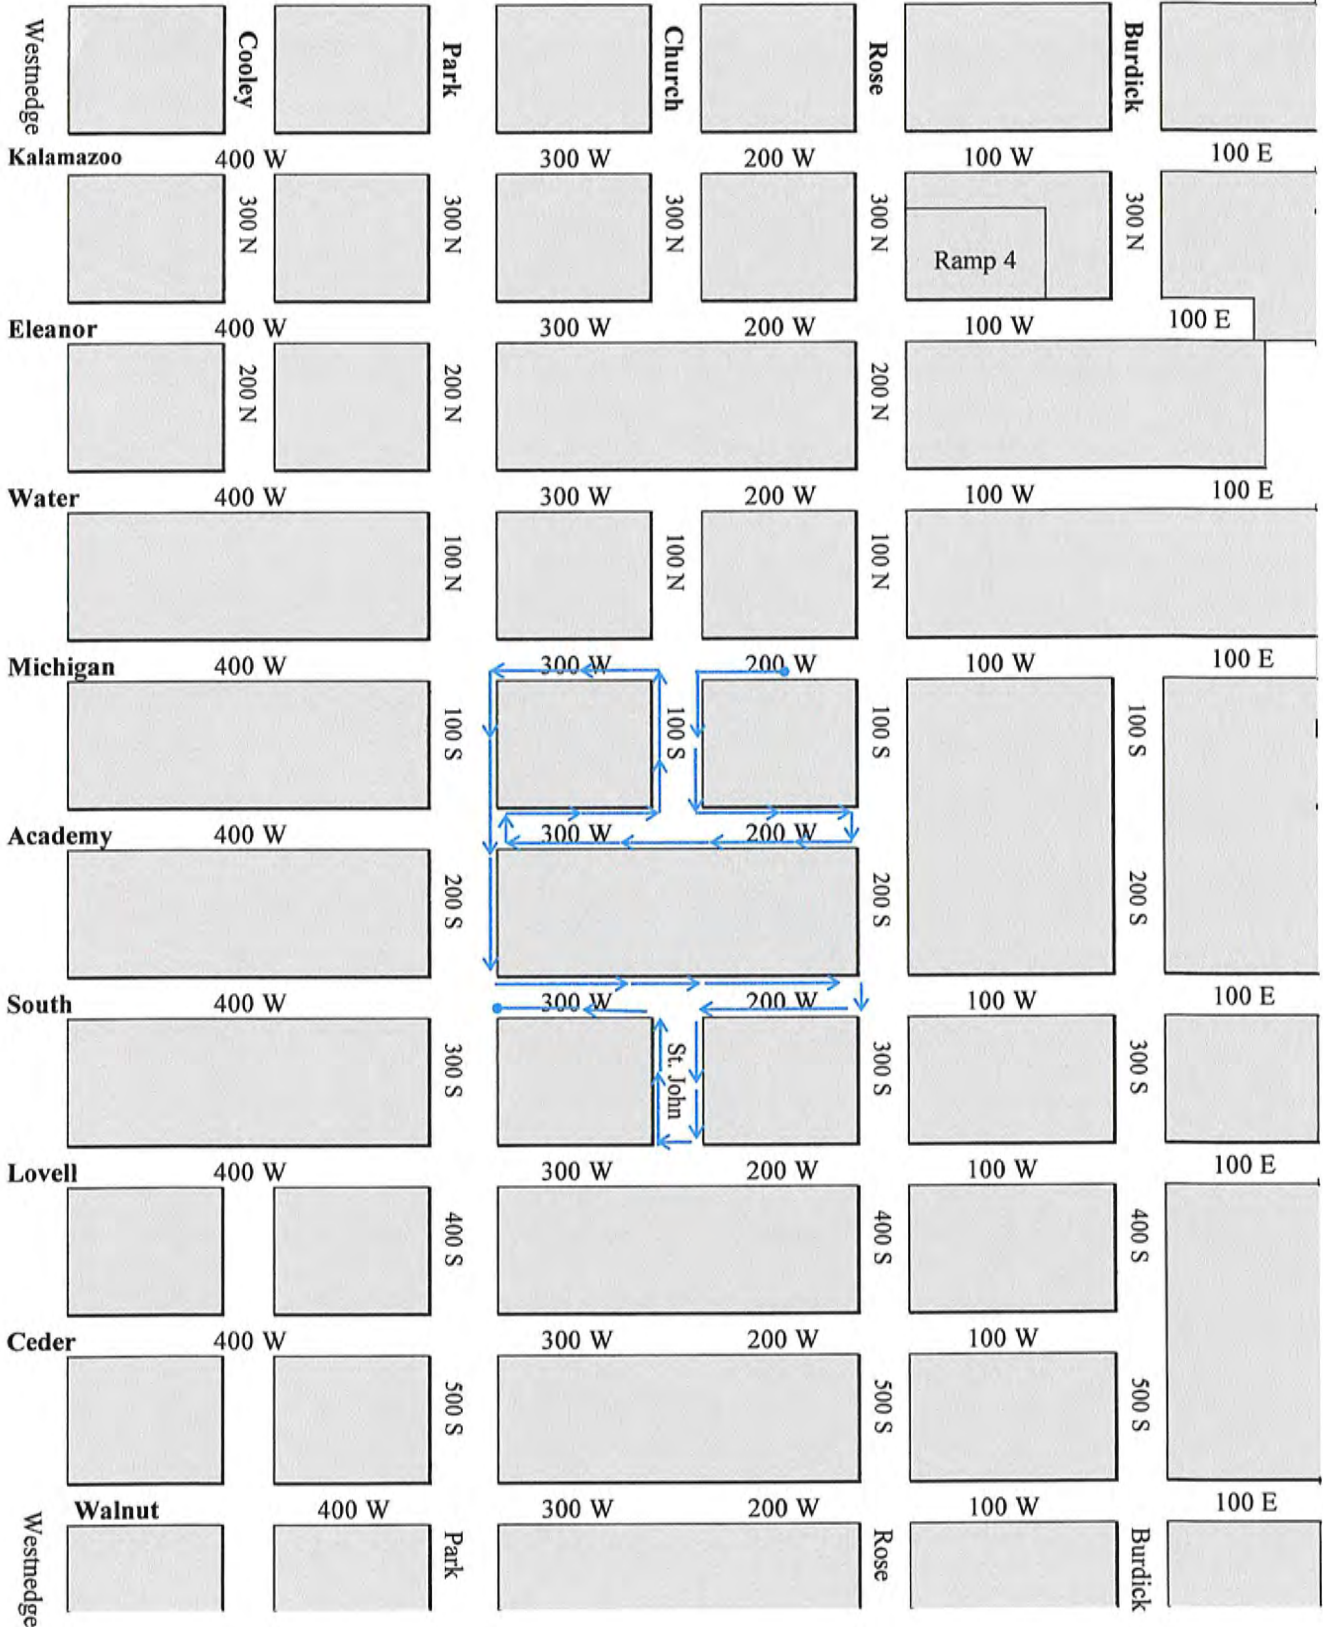 Westnedge
Cooley
Park
Church
Rose
Burdick
Kalamazoo 400 W 300 W 200 W 100 W 100 E
300 N 300 N 300 N 300 N 300 N
Ramp 4
Eleanor 400 W 300 W 200 W 100 W 100 E
200 N 200 N 200 N
Water 400 W 300 W 200 W 100 W 100 E
100 N 100 N 100 N
Michigan 400 W 300 W 200 W 100 W 100 E
100 S 100 S 100 S 100 S
Academy 400 W 300 W 200 W
200 S 200 S 200 S
South 400 W 300 W 200 W 100 W 100 E
300 S St. John 300 S 300 S
Lovell 400 W 300 W 200 W 100 W 100 E
400 S 400 S 400 S
Ceder 400 W 300 W 200 W 100 W
500 S 500 S 500 S
Walnut 400 W 300 W 200 W 100 W 100 E
Westnedge
Park
Rose
Burdick